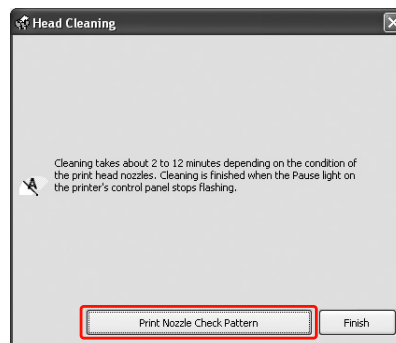 Head Cleaning
Cleaning takes about 2 to 12 minutes depending on the condition of
the print head nozzles. Cleaning is finished when the Pause light on
the printer's control panel stops flashing.
Print Nozzle Check Pattern Finish